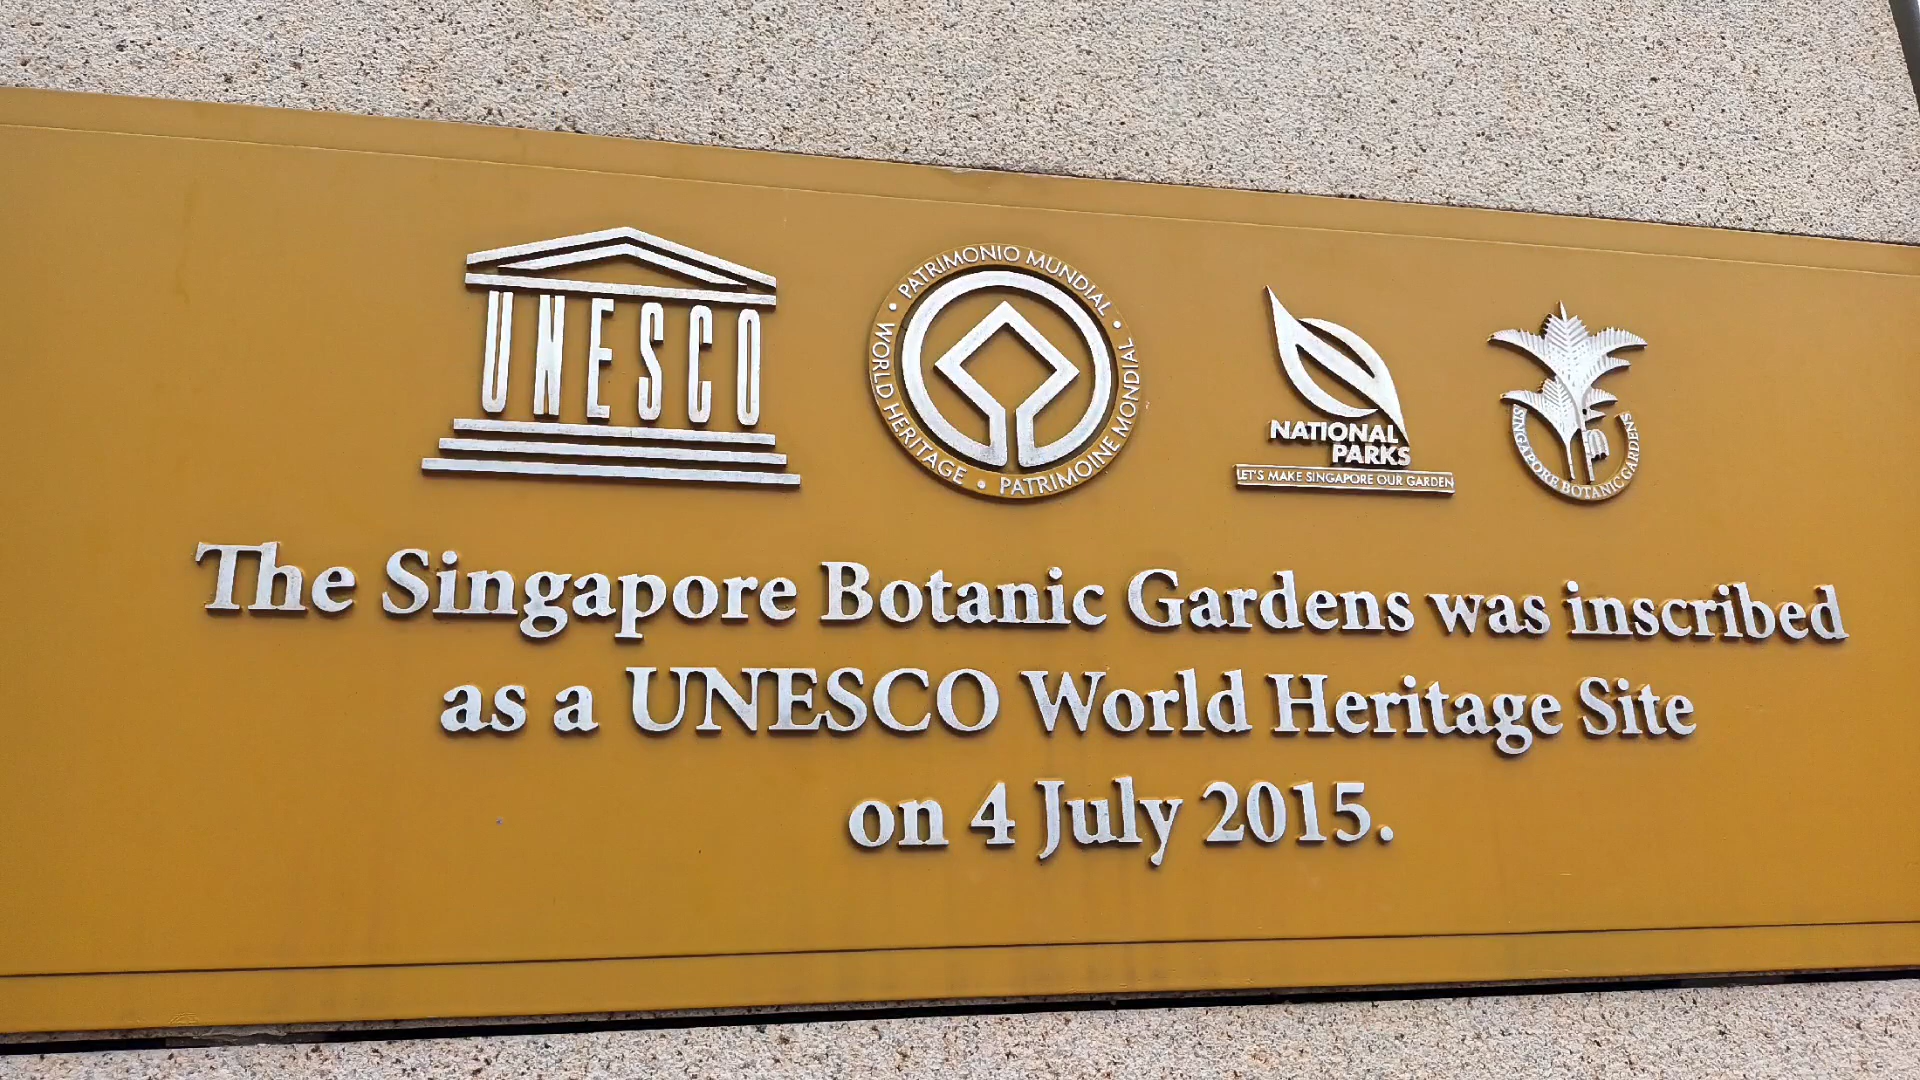 UNESCO
PATRIMONIO MUNDIAL • WORLD HERITAGE • PATRIMOINE MONDIAL •
NATIONAL
PARKS
LET'S MAKE SINGAPORE OUR GARDEN
SINGAPORE BOTANIC GARDENS
The Singapore Botanic Gardens was inscribed
as a UNESCO World Heritage Site
on 4 July 2015.